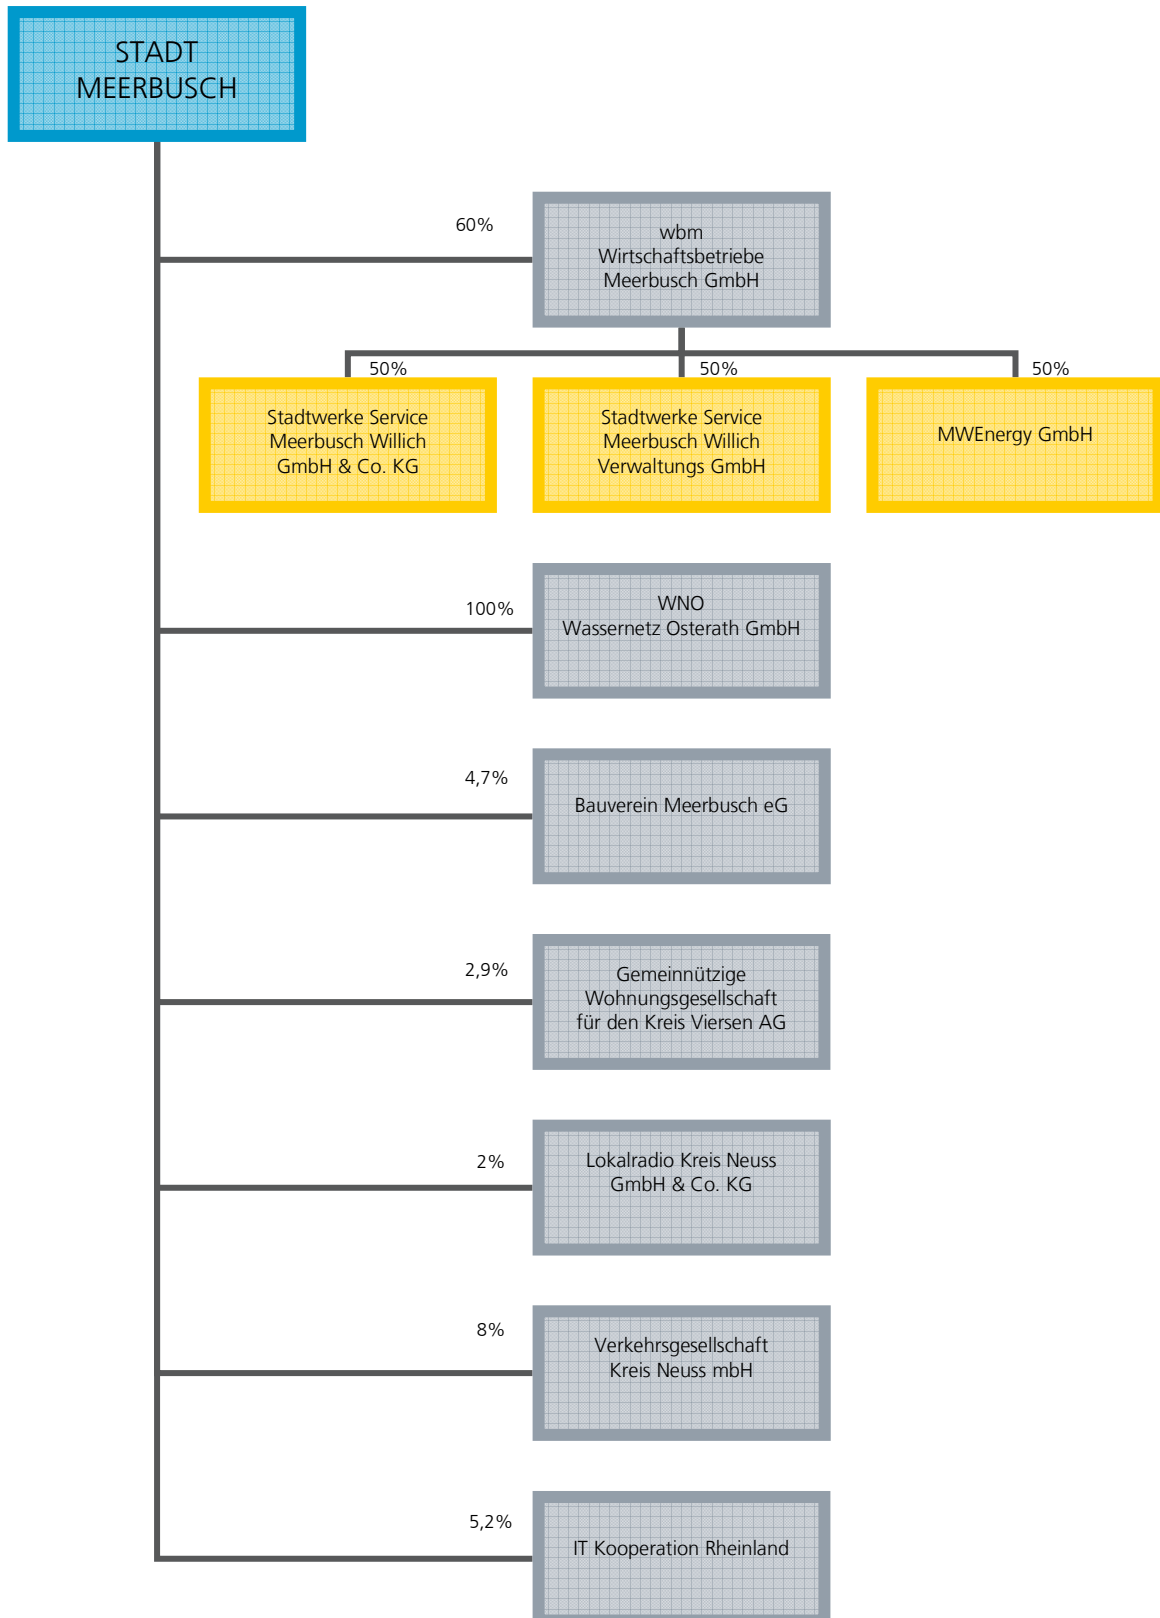 STADT
MEERBUSCH
60%
wbm
Wirtschaftsbetriebe
Meerbusch GmbH
50%
Stadtwerke Service
Meerbusch Willich
GmbH & Co. KG
50%
Stadtwerke Service
Meerbusch Willich
Verwaltungs GmbH
50%
MWEnergy GmbH
100%
WNO
Wassernetz Osterath GmbH
4,7%
Bauverein Meerbusch eG
2,9%
Gemeinnützige
Wohnungsgesellschaft
für den Kreis Viersen AG
2%
Lokalradio Kreis Neuss
GmbH & Co. KG
8%
Verkehrsgesellschaft
Kreis Neuss mbH
5,2%
IT Kooperation Rheinland